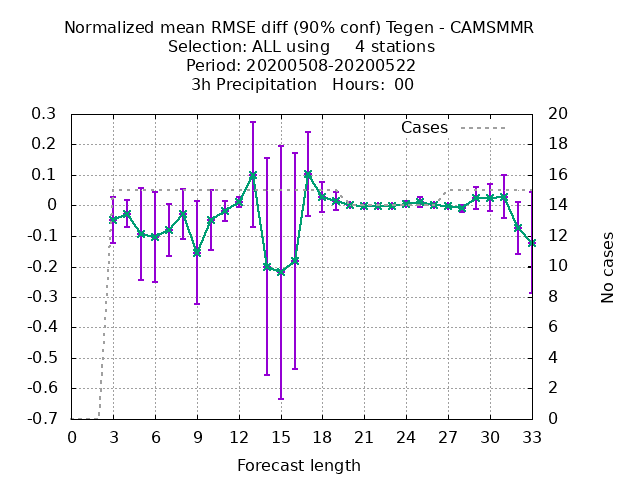 Normalized mean RMSE diff (90% conf) Tegen - CAMSMMR
Selection: ALL using     4 stations
Period: 20200508-20200522
3h Precipitation   Hours:  00
0.3
0.2
0.1
0
-0.1
-0.2
-0.3
-0.4
-0.5
-0.6
-0.7
Cases
20
18
16
14
12
10
8
6
4
2
0
No cases
0 3 6 9 12 15 18 21 24 27 30 33
Forecast length